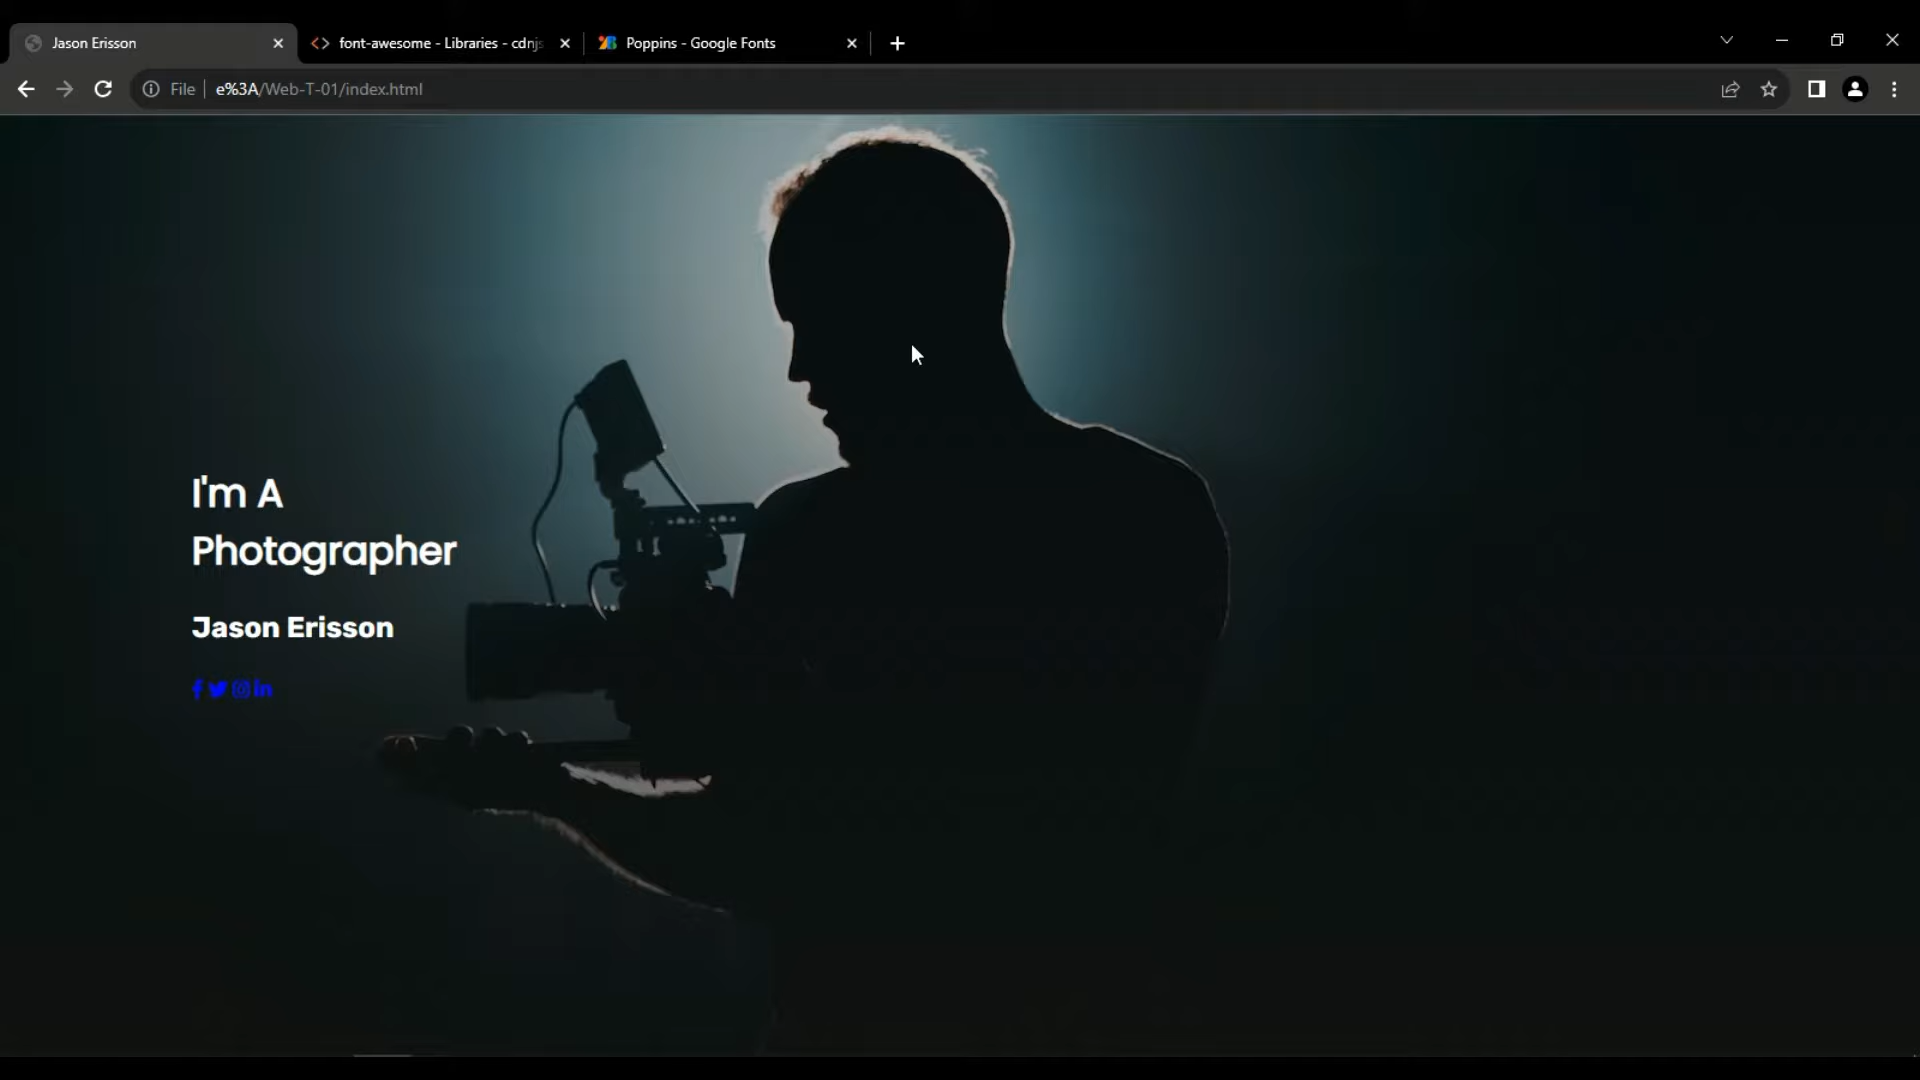 Jason Erisson
font-awesome - Libraries - cdnjs
Poppins - Google Fonts
File e%3A/Web-T-01/index.html
I'm A
Photographer
Jason Erisson